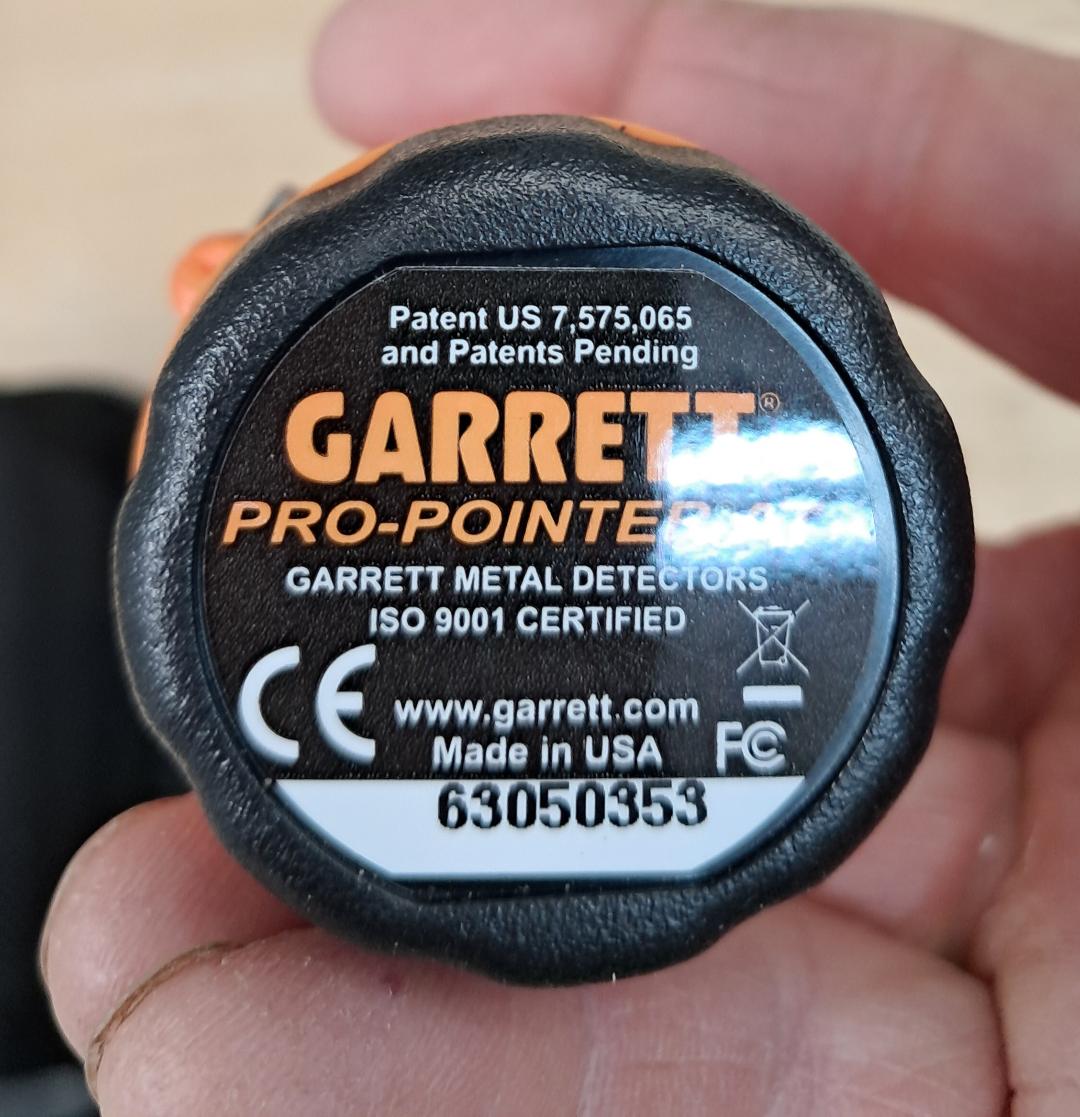 Patent US 7,575,065
and Patents Pending
GARRETT®
PRO-POINTER AT
GARRETT METAL DETECTORS
ISO 9001 CERTIFIED
CE
www.garrett.com
Made in USA
FC
63050353